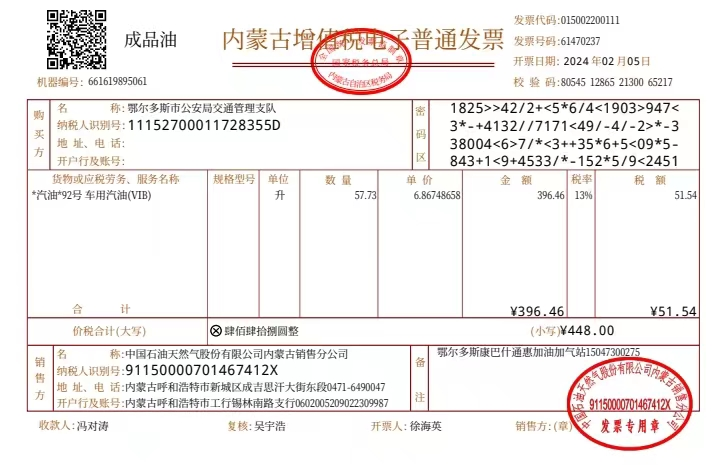 成品油
内蒙古增值税电子普通发票
全国统一发票监制章
国家税务总局
内蒙古自治区税务局
发票代码:015002200111
发票号码:61470237
开票日期: 2024 年02 月05日
校 验 码:80545 12865 21300 65217
机器编号: 661619895061
购买方
名 称: 鄂尔多斯市公安局交通管理支队
纳税人识别号:11152700011728355D
地 址、电 话:
开户行及账号:
密码区
1825>>42/2+<5*6/4<1903>947<
3*-+4132//7171<49/-4/-2>*-3
38004<6>7/*<3++35*6+5<09*5-
843+1<9+4533/*-152*5/9<2451
货物或应税劳务、服务名称 规格型号 单位 数 量 单 价 金 额 税率 税 额
*汽油*92号 车用汽油(VIB) 升 57.73 6.86748658 396.46 13% 51.54
合 计 ¥396.46 ¥51.54
价税合计(大写) ⊗肆佰肆拾捌圆整 (小写)¥448.00
销售方
名 称:中国石油天然气股份有限公司内蒙古销售分公司
纳税人识别号:91150000701467412X
地 址、电 话:内蒙古呼和浩特市新城区成吉思汗大街东段0471-6490047
开户行及账号:内蒙古呼和浩特市工行锡林南路支行0602005209022309987
备注
鄂尔多斯康巴什通惠加油加气站15047300275
中国石油天然气股份有限公司内蒙古销售分公司
91150000701467412X
发票专用章
收款人: 冯对涛 复核: 吴宇浩 开票人: 徐海英 销售方: (章)